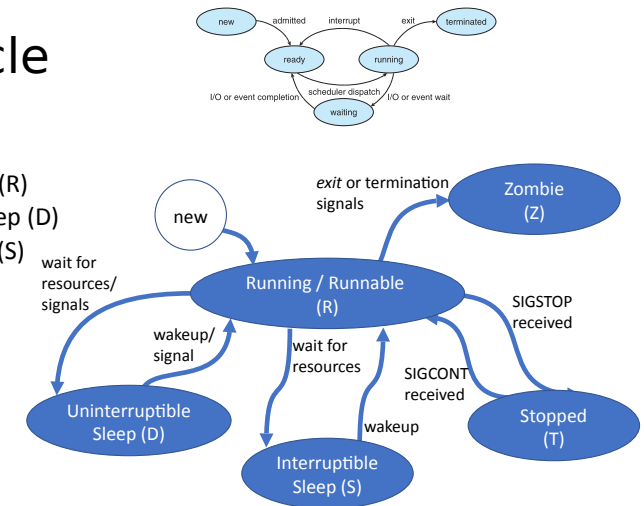 cle
new
admitted
interrupt
exit
terminated
ready
running
scheduler dispatch
I/O or event completion
I/O or event wait
waiting
(R)
ep (D)
(S)
new
exit or termination
signals
Zombie
(Z)
wait for
resources/
signals
Running / Runnable
(R)
SIGSTOP
received
wakeup/
signal
wait for
resources
SIGCONT
received
Uninterruptible
Sleep (D)
wakeup
Stopped
(T)
Interruptible
Sleep (S)